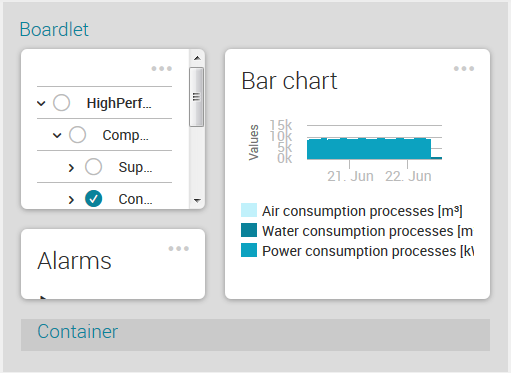 Boardlet
HighPerf...
Comp...
Sup...
Con...
Alarms
Bar chart
Values
15k
10k
5k
0k
21. Jun
22. Jun
Air consumption processes [m³]
Water consumption processes [m
Power consumption processes [k
Container